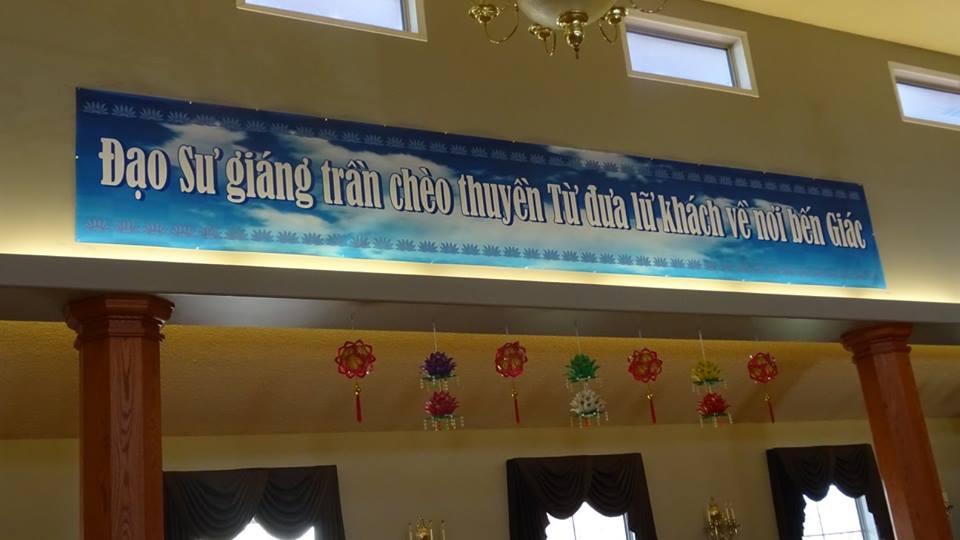 Đạo Sư giáng trần chèo thuyền Từ đưa lữ khách về nơi bến Giác